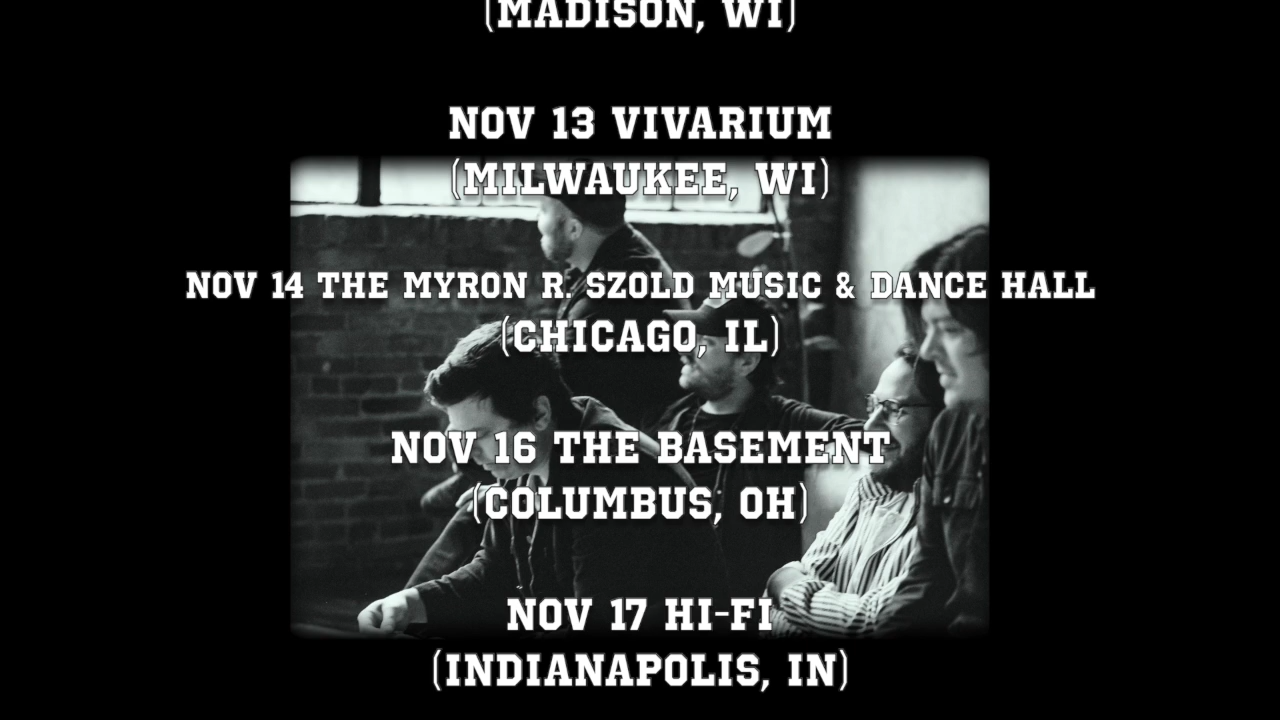 (MADISON, WI)
NOV 13 VIVARIUM
(MILWAUKEE, WI)
NOV 14 THE MYRON R. SZOLD MUSIC & DANCE HALL
(CHICAGO, IL)
NOV 16 THE BASEMENT
(COLUMBUS, OH)
NOV 17 HI-FI
(INDIANAPOLIS, IN)